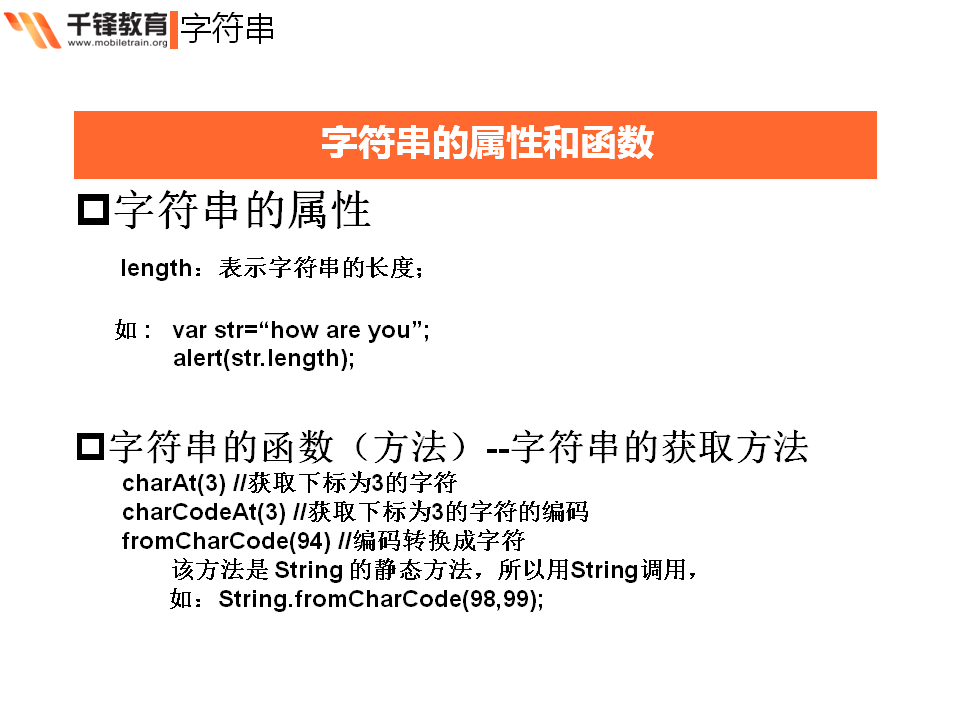 千锋教育 字符串
www.mobiletrain.org
字符串的属性和函数
字符串的属性
length：表示字符串的长度；
如： var str=“how are you”;
alert(str.length);
字符串的函数（方法）--字符串的获取方法
charAt(3) //获取下标为3的字符
charCodeAt(3) //获取下标为3的字符的编码
fromCharCode(94) //编码转换成字符
该方法是 String 的静态方法，所以用String调用，
如：String.fromCharCode(98,99);